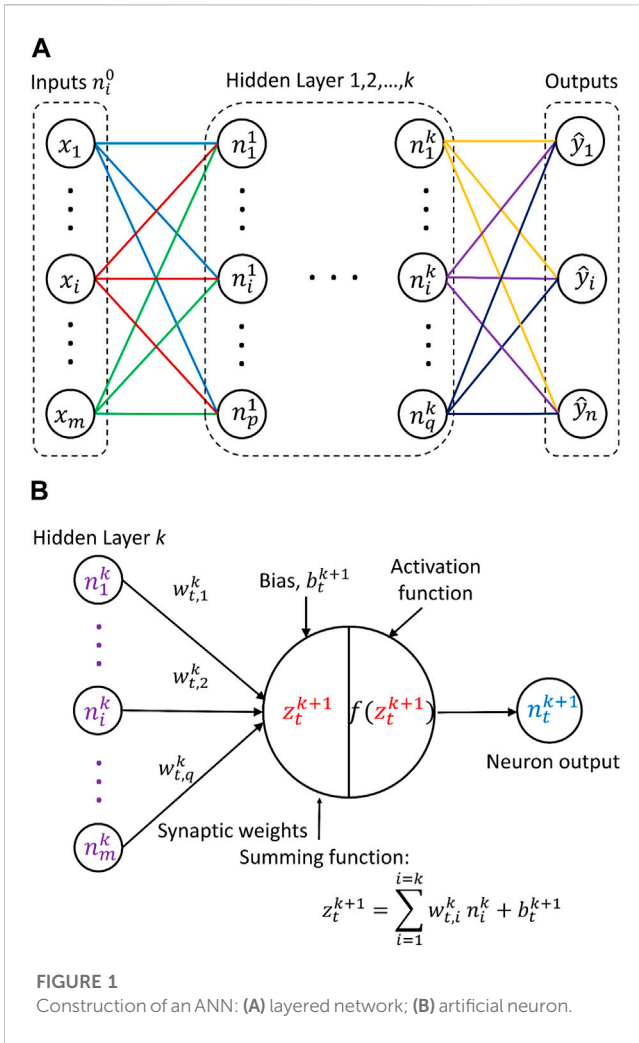 A
Inputs n_i^0 Hidden Layer 1,2,...,k Outputs
x_1 n_1^1 n_1^k ŷ_1
x_i n_i^1 . . . n_i^k ŷ_i
x_m n_p^1 n_q^k ŷ_n
B
Hidden Layer k
n_1^k
w_{t,1}^k
Bias, b_t^{k+1}
Activation
function
w_{t,2}^k
n_i^k
z_t^{k+1} f(z_t^{k+1}) n_t^{k+1}
w_{t,q}^k
Neuron output
n_m^k
Synaptic weights
Summing function:
z_t^{k+1} = ∑_{i=1}^{i=k} w_{t,i}^k n_i^k + b_t^{k+1}
FIGURE 1
Construction of an ANN: (A) layered network; (B) artificial neuron.